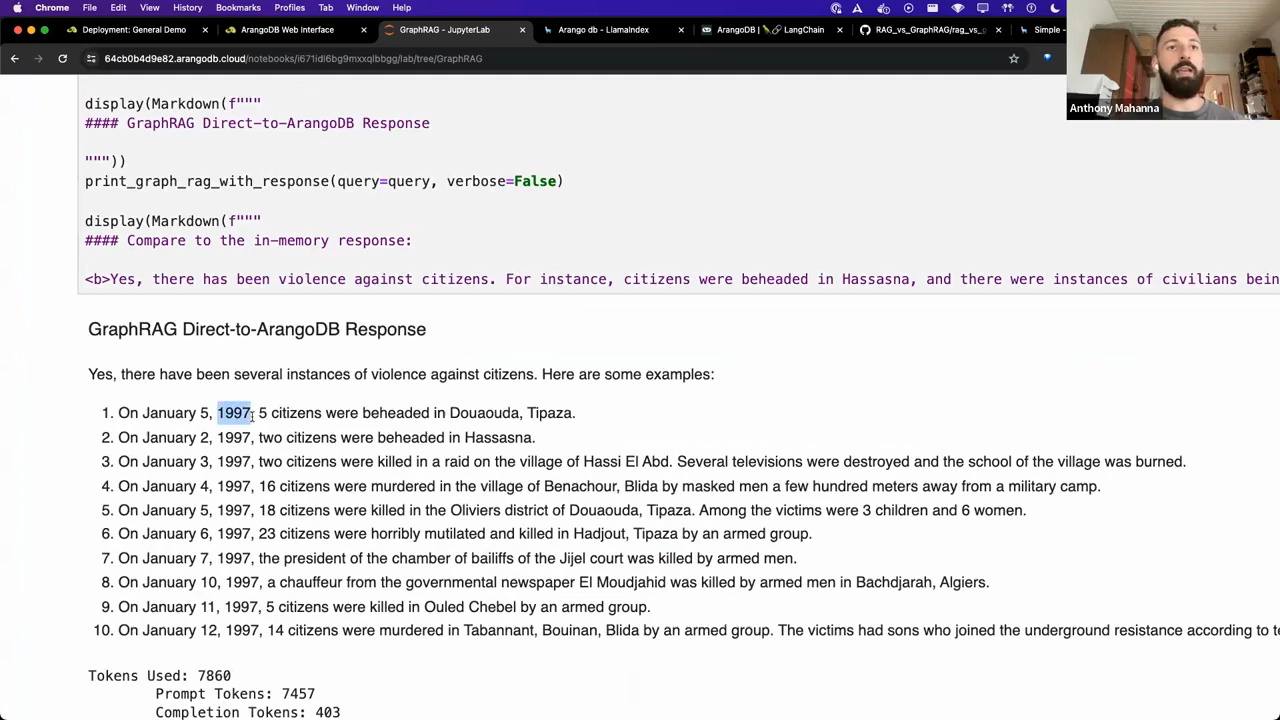 Chrome File Edit View History Bookmarks Profiles Tab Window Help
Deployment: General Demo
ArangoDB Web Interface
GraphRAG - JupyterLab
Arango db - LlamaIndex
ArangoDB | LangChain
RAG_vs_GraphRAG/rag_vs_g
Simple -
64cb0b4d9e82.arangodb.cloud/notebooks/i671idl6bg9mxxqlbbgg/lab/tree/GraphRAG
Anthony Mahanna
display(Markdown(f"""
#### GraphRAG Direct-to-ArangoDB Response
"""))
print_graph_rag_with_response(query=query, verbose=False)
display(Markdown(f"""
#### Compare to the in-memory response:
<b>Yes, there has been violence against citizens. For instance, citizens were beheaded in Hassasna, and there were instances of civilians bein
GraphRAG Direct-to-ArangoDB Response
Yes, there have been several instances of violence against citizens. Here are some examples:
1. On January 5, 1997, 5 citizens were beheaded in Douaouda, Tipaza.
2. On January 2, 1997, two citizens were beheaded in Hassasna.
3. On January 3, 1997, two citizens were killed in a raid on the village of Hassi El Abd. Several televisions were destroyed and the school of the village was burned.
4. On January 4, 1997, 16 citizens were murdered in the village of Benachour, Blida by masked men a few hundred meters away from a military camp.
5. On January 5, 1997, 18 citizens were killed in the Oliviers district of Douaouda, Tipaza. Among the victims were 3 children and 6 women.
6. On January 6, 1997, 23 citizens were horribly mutilated and killed in Hadjout, Tipaza by an armed group.
7. On January 7, 1997, the president of the chamber of bailiffs of the Jijel court was killed by armed men.
8. On January 10, 1997, a chauffeur from the governmental newspaper El Moudjahid was killed by armed men in Bachdjarah, Algiers.
9. On January 11, 1997, 5 citizens were killed in Ouled Chebel by an armed group.
10. On January 12, 1997, 14 citizens were murdered in Tabannant, Bouinan, Blida by an armed group. The victims had sons who joined the underground resistance according to te
Tokens Used: 7860
Prompt Tokens: 7457
Completion Tokens: 403